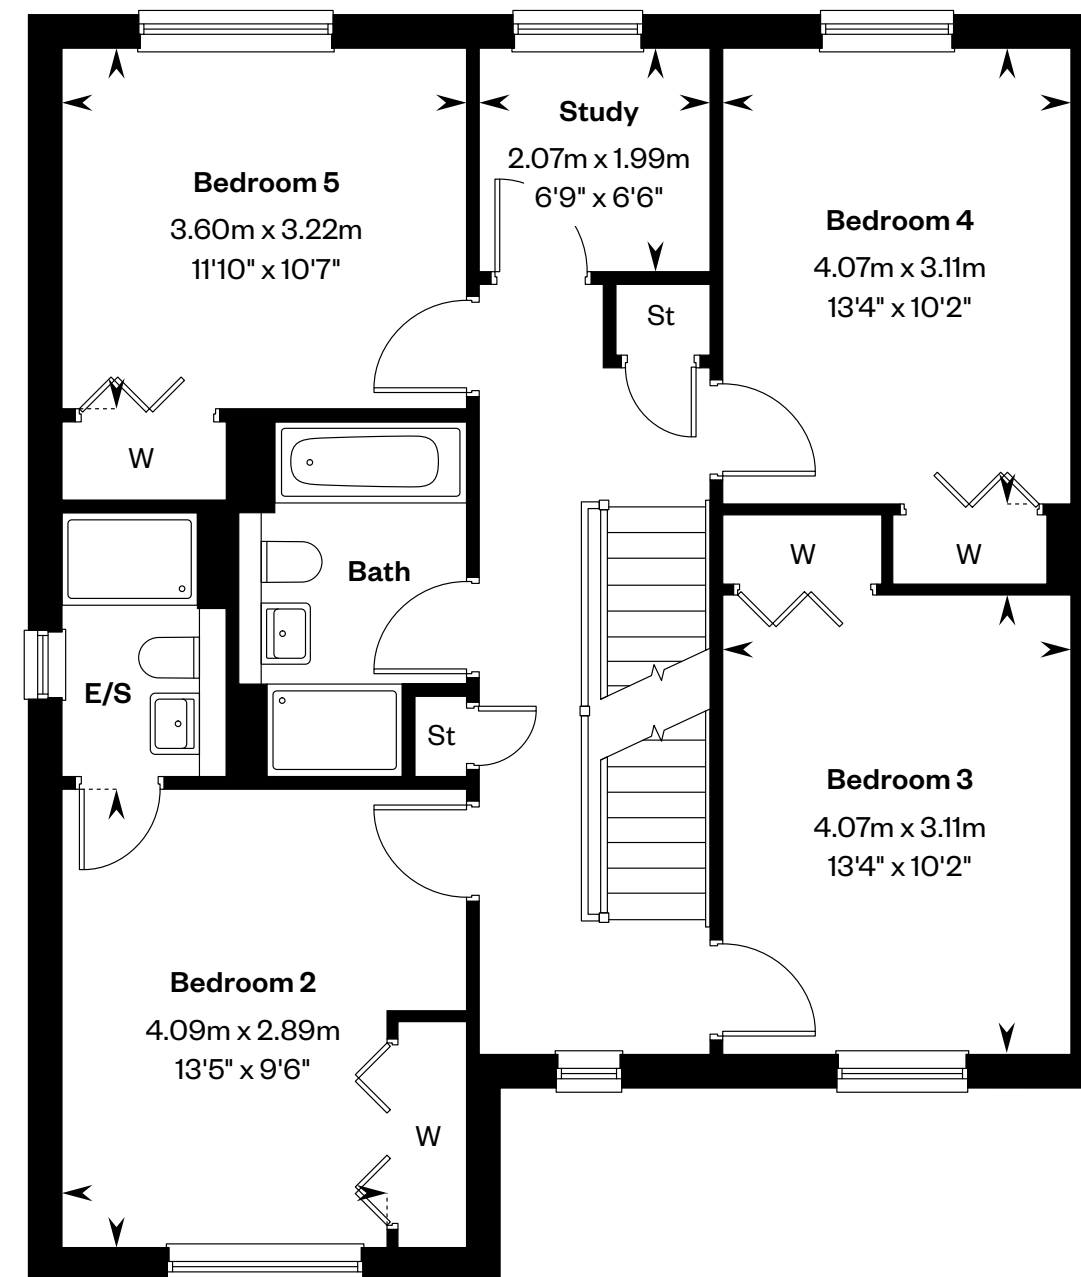 Study
2.07m x 1.99m
6'9" x 6'6"
Bedroom 5
3.60m x 3.22m
11'10" x 10'7"
Bedroom 4
4.07m x 3.11m
13'4" x 10'2"
St
W
Bath
W
W
E/S
St
Bedroom 3
4.07m x 3.11m
13'4" x 10'2"
Bedroom 2
4.09m x 2.89m
13'5" x 9'6"
W